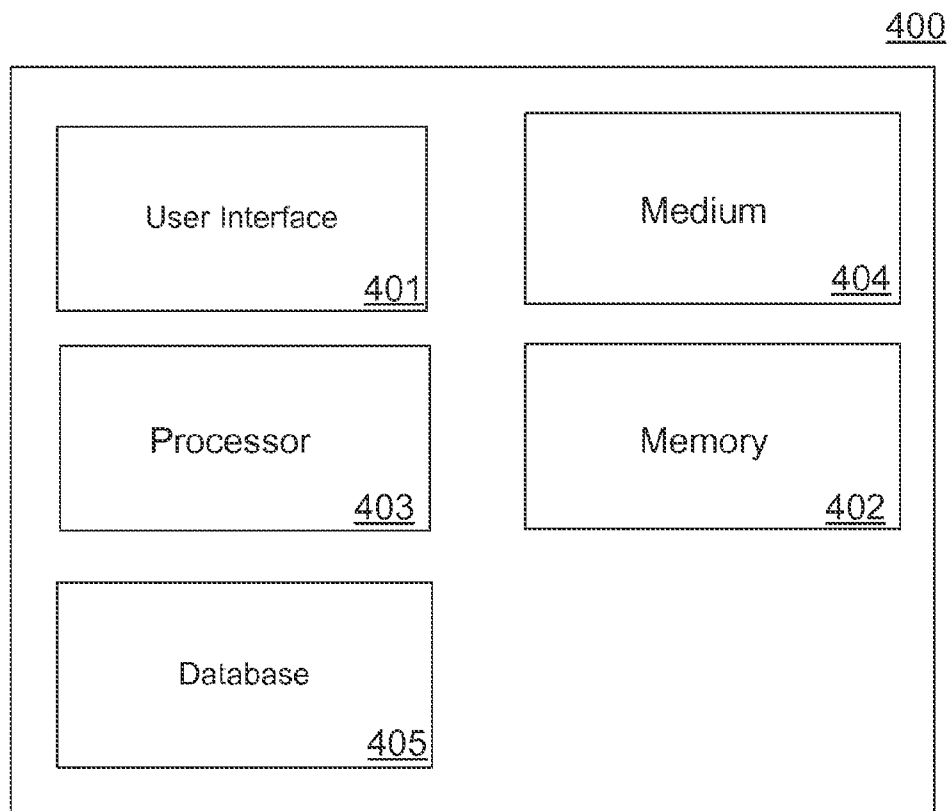 400
User Interface
401
Medium
404
Processor
403
Memory
402
Database
405